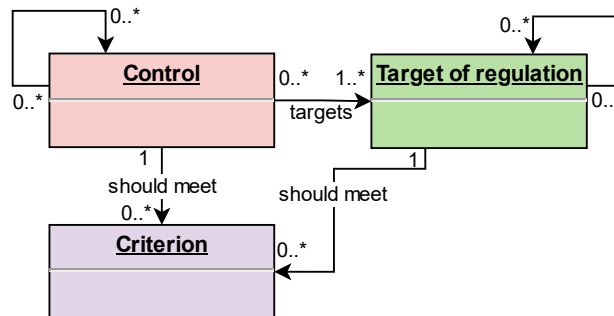 0..*
0..*
Control
0..*
1..*
Target of regulation
0..*
targets
0..
1
should meet
1
should meet
0..*
Criterion
0..*